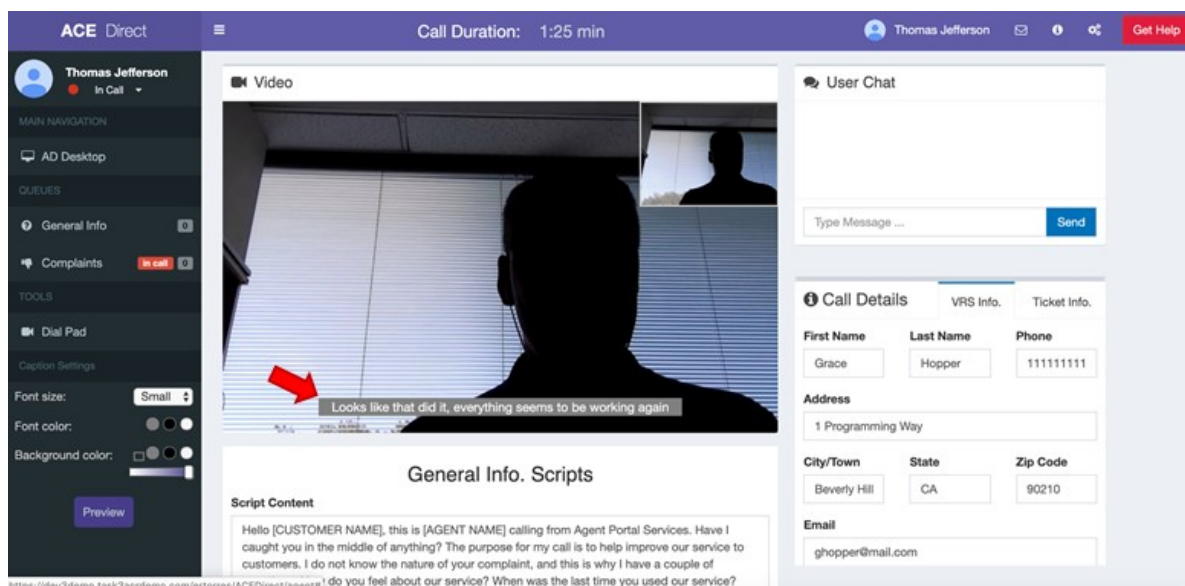 ACE Direct
Call Duration: 1:25 min
Thomas Jefferson
Get Help
Thomas Jefferson
In Call
MAIN NAVIGATION
AD Desktop
QUEUES
General Info 0
Complaints in call 0
TOOLS
Dial Pad
Caption Settings
Font size: Small
Font color:
Background color:
Preview
Video
Looks like that did it, everything seems to be working again
General Info. Scripts
Script Content
Hello [CUSTOMER NAME], this is [AGENT NAME] calling from Agent Portal Services. Have I
caught you in the middle of anything? The purpose for my call is to help improve our service to
customers. I do not know the nature of your complaint, and this is why I have a couple of
do you feel about our service? When was the last time you used our service?
User Chat
Type Message ...
Send
Call Details
VRS Info.
Ticket Info.
First Name Last Name Phone
Grace Hopper 111111111
Address
1 Programming Way
City/Town State Zip Code
Beverly Hill CA 90210
Email
ghopper@mail.com